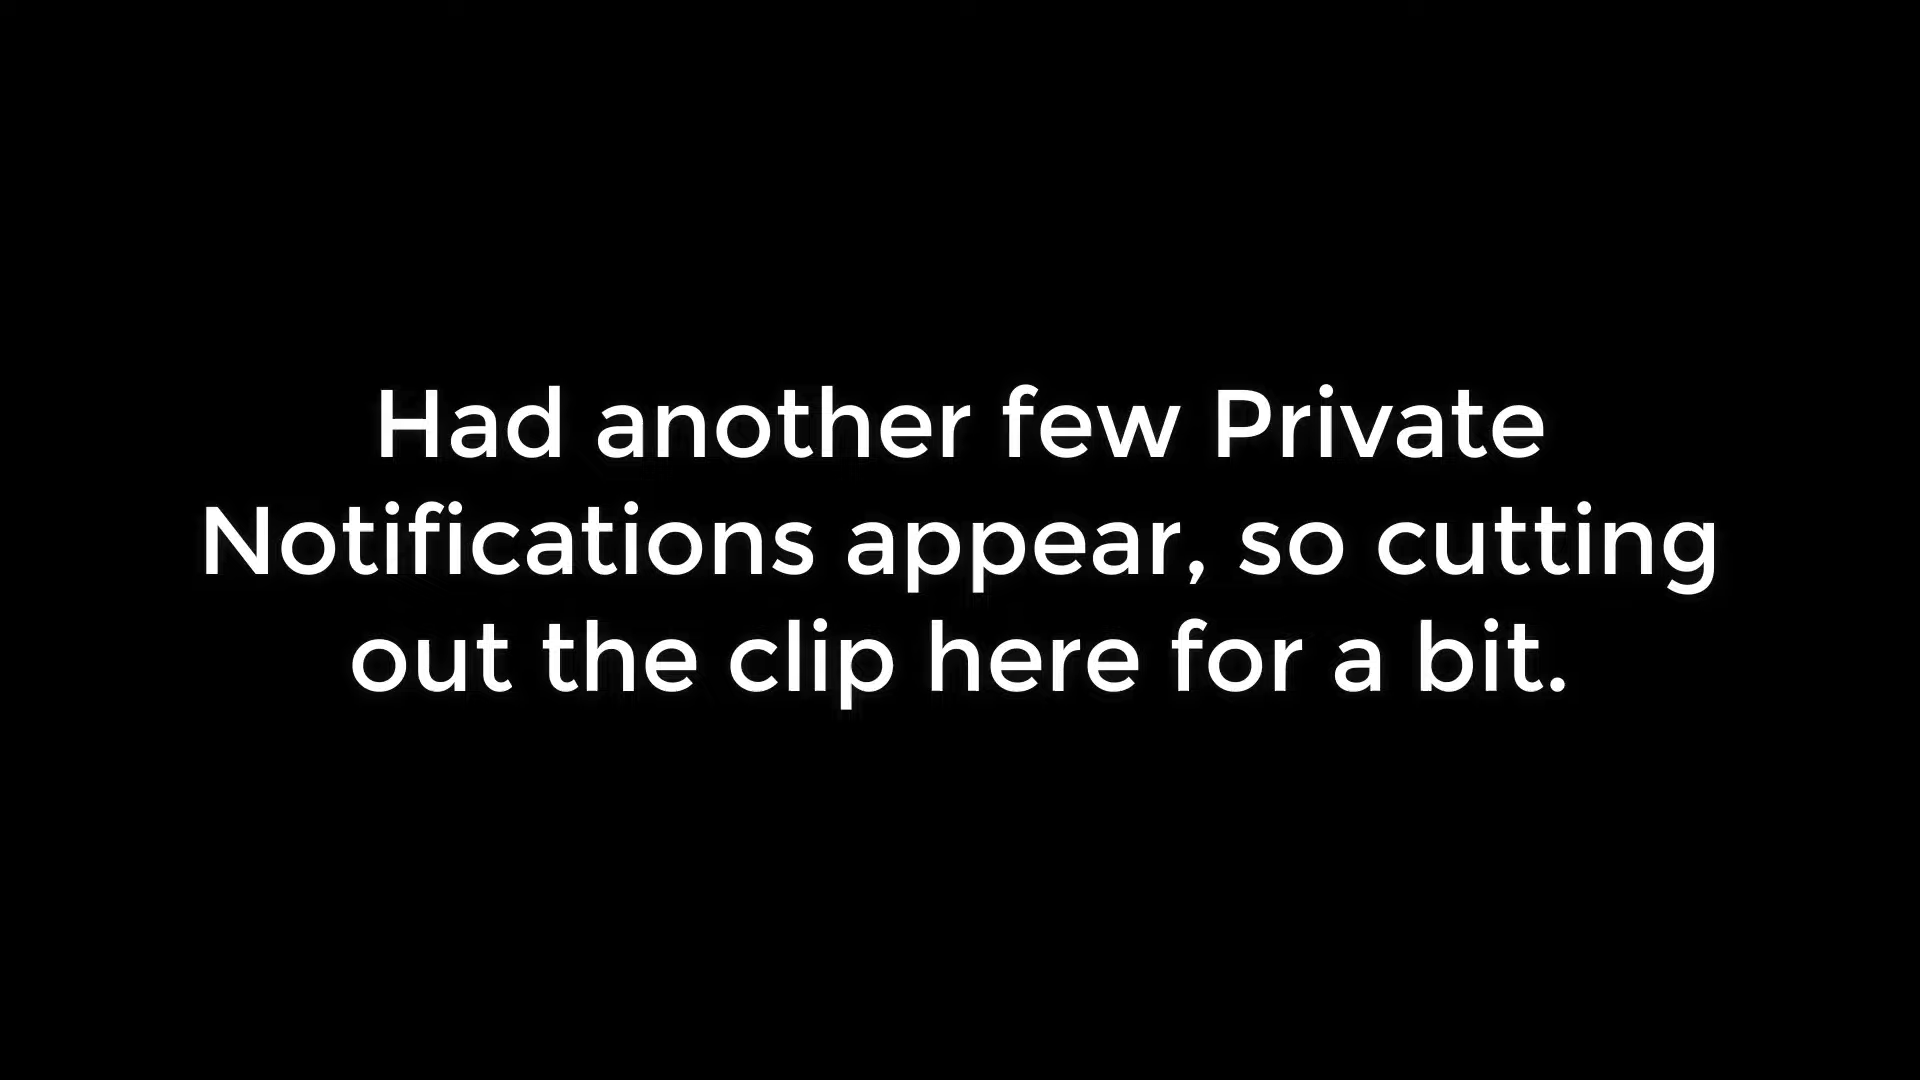 Had another few Private
Notifications appear, so cutting
out the clip here for a bit.